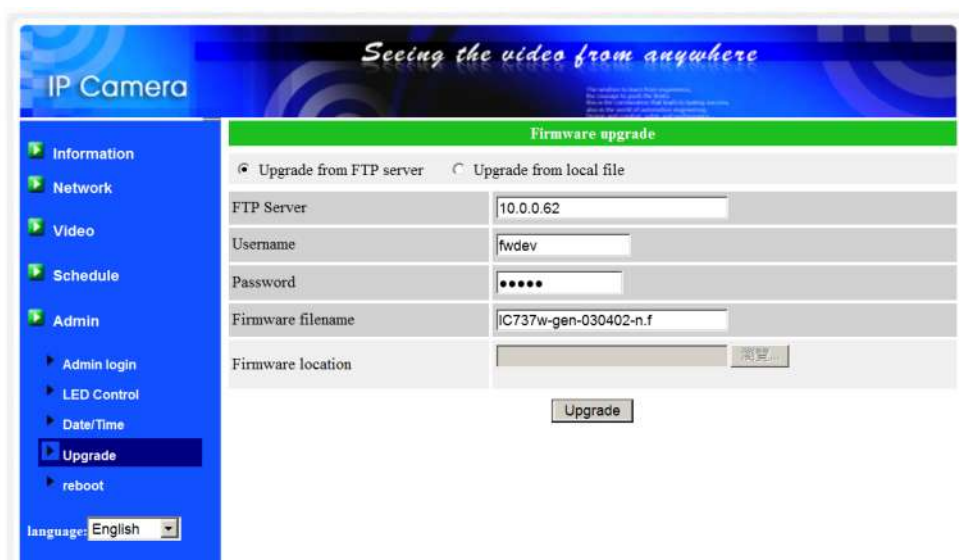 Seeing the video from anywhere
IP Camera
Information
Network
Video
Schedule
Admin
Admin login
LED Control
Date/Time
Upgrade
reboot
language: English
Firmware upgrade
Upgrade from FTP server Upgrade from local file
FTP Server 10.0.0.62
Username fwdev
Password •••••
Firmware filename IC737w-gen-030402-n.f
Firmware location 瀏覽...
Upgrade